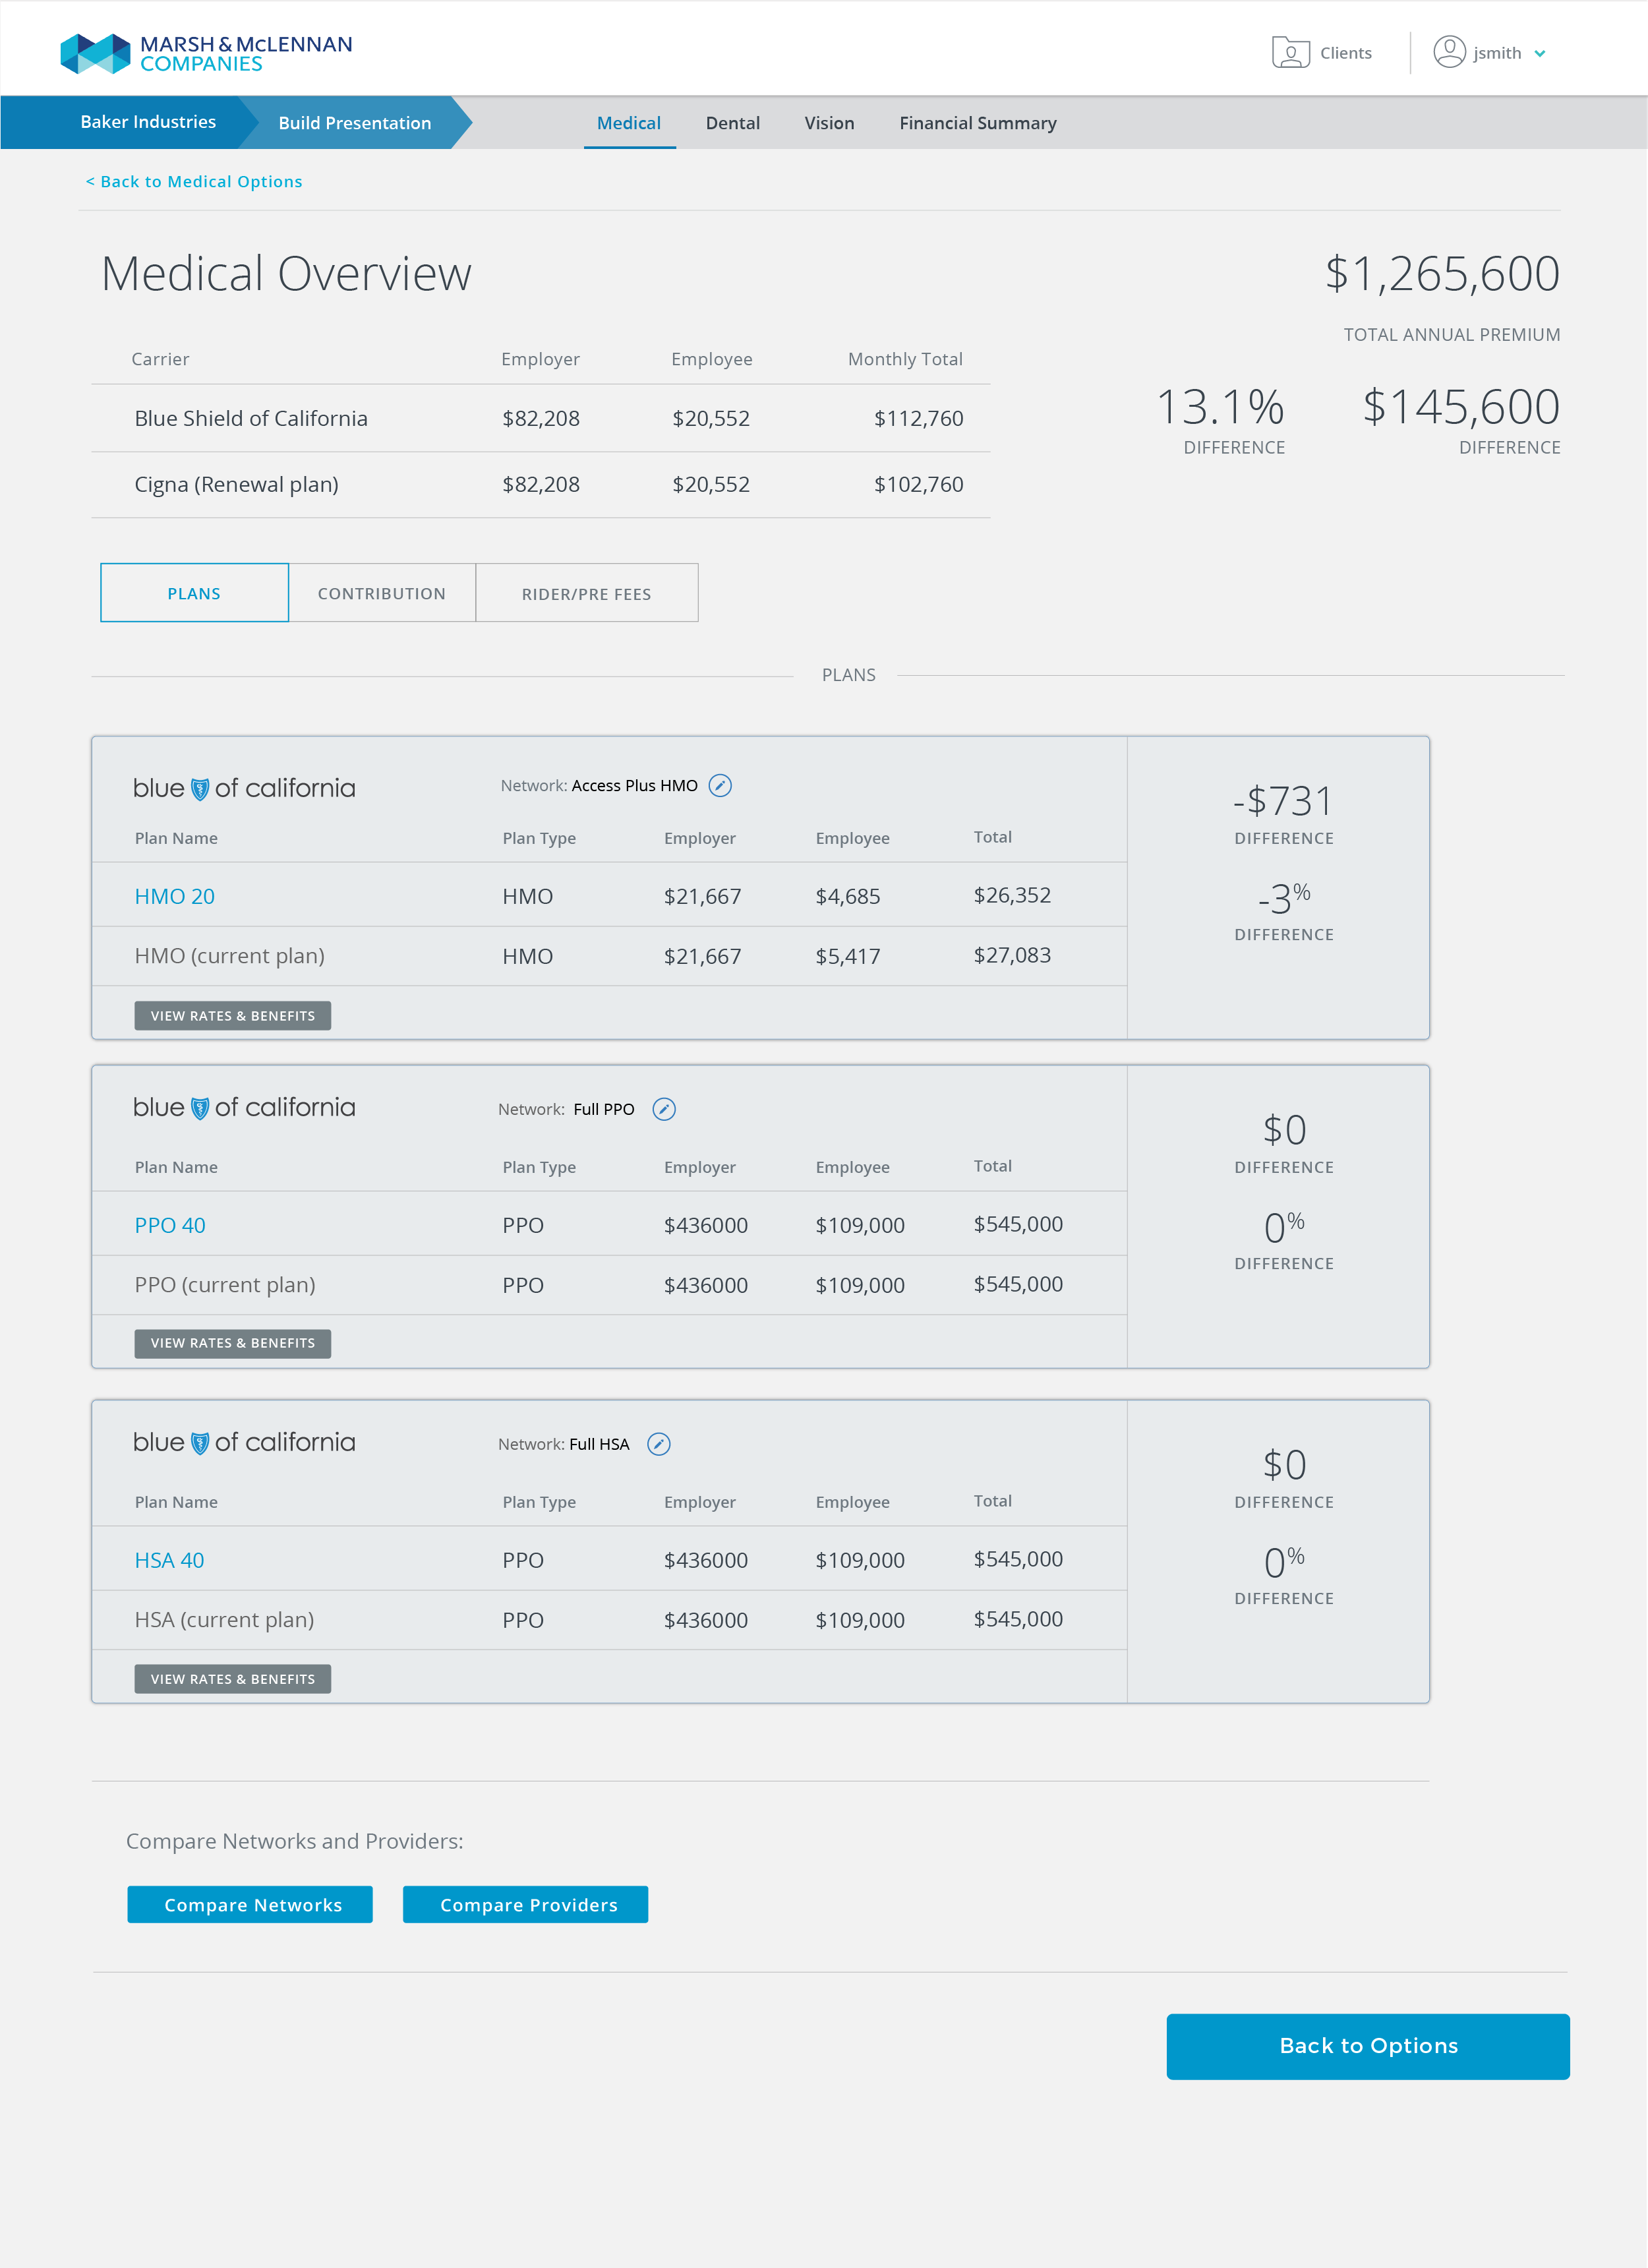 MARSH & McLENNAN
COMPANIES
Clients
jsmith
Baker Industries
Build Presentation
Medical
Dental
Vision
Financial Summary
< Back to Medical Options
Medical Overview
$1,265,600
TOTAL ANNUAL PREMIUM
13.1%
DIFFERENCE
$145,600
DIFFERENCE
Carrier Employer Employee Monthly Total
Blue Shield of California $82,208 $20,552 $112,760
Cigna (Renewal plan) $82,208 $20,552 $102,760
PLANS
CONTRIBUTION
RIDER/PRE FEES
PLANS
blue of california
Network: Access Plus HMO
Plan Name Plan Type Employer Employee Total
HMO 20 HMO $21,667 $4,685 $26,352
HMO (current plan) HMO $21,667 $5,417 $27,083
VIEW RATES & BENEFITS
-$731
DIFFERENCE
-3%
DIFFERENCE
blue of california
Network: Full PPO
Plan Name Plan Type Employer Employee Total
PPO 40 PPO $436000 $109,000 $545,000
PPO (current plan) PPO $436000 $109,000 $545,000
VIEW RATES & BENEFITS
$0
DIFFERENCE
0%
DIFFERENCE
blue of california
Network: Full HSA
Plan Name Plan Type Employer Employee Total
HSA 40 PPO $436000 $109,000 $545,000
HSA (current plan) PPO $436000 $109,000 $545,000
VIEW RATES & BENEFITS
$0
DIFFERENCE
0%
DIFFERENCE
Compare Networks and Providers:
Compare Networks
Compare Providers
Back to Options